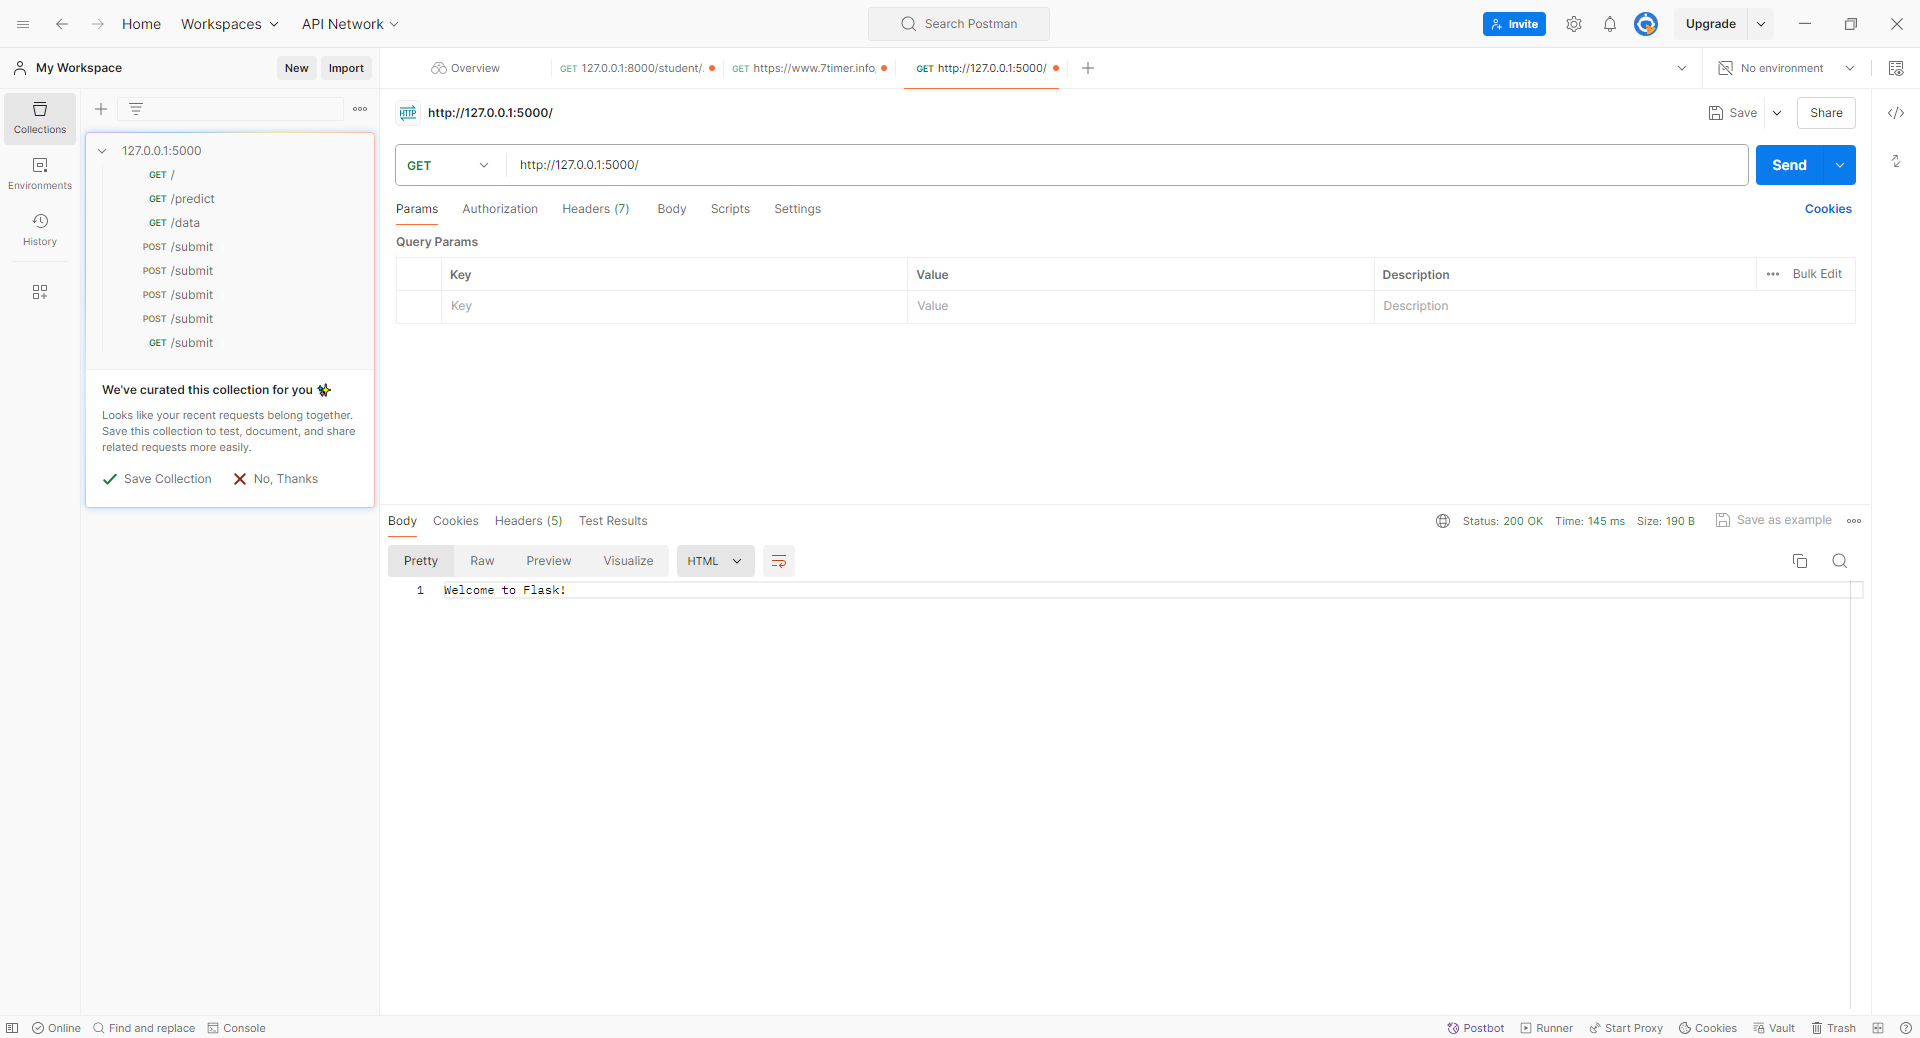 Home Workspaces API Network Search Postman Invite Upgrade
My Workspace New Import Overview GET 127.0.0.1:8000/student/. GET https://www.7timer.info, GET http://127.0.0.1:5000/ No environment
Collections
Environments
History
127.0.0.1:5000
GET /
GET /predict
GET /data
POST /submit
POST /submit
POST /submit
POST /submit
GET /submit
We've curated this collection for you
Looks like your recent requests belong together.
Save this collection to test, document, and share
related requests more easily.
Save Collection No, Thanks
HTTP http://127.0.0.1:5000/ Save Share
GET http://127.0.0.1:5000/ Send
Params Authorization Headers (7) Body Scripts Settings Cookies
Query Params
Key Value Description Bulk Edit
Key Value Description
Body Cookies Headers (5) Test Results Status: 200 OK Time: 145 ms Size: 190 B Save as example
Pretty Raw Preview Visualize HTML
1 Welcome to Flask!
Online Find and replace Console Postbot Runner Start Proxy Cookies Vault Trash